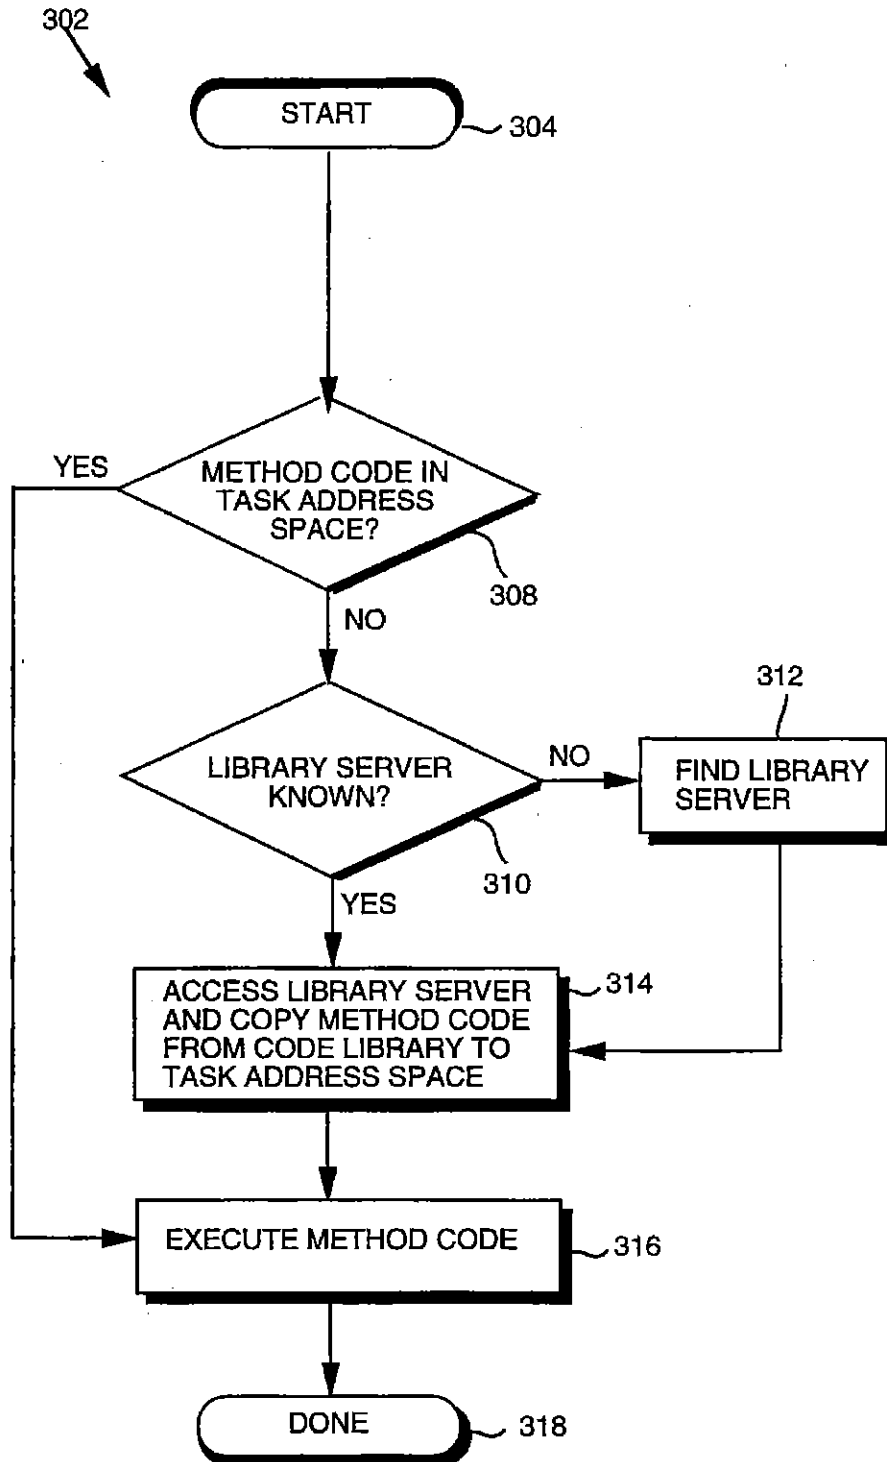 302
START
304
YES
METHOD CODE IN
TASK ADDRESS
SPACE?
308
NO
312
LIBRARY SERVER
KNOWN?
NO
FIND LIBRARY
SERVER
310
YES
ACCESS LIBRARY SERVER
AND COPY METHOD CODE
FROM CODE LIBRARY TO
TASK ADDRESS SPACE
314
EXECUTE METHOD CODE
316
DONE
318